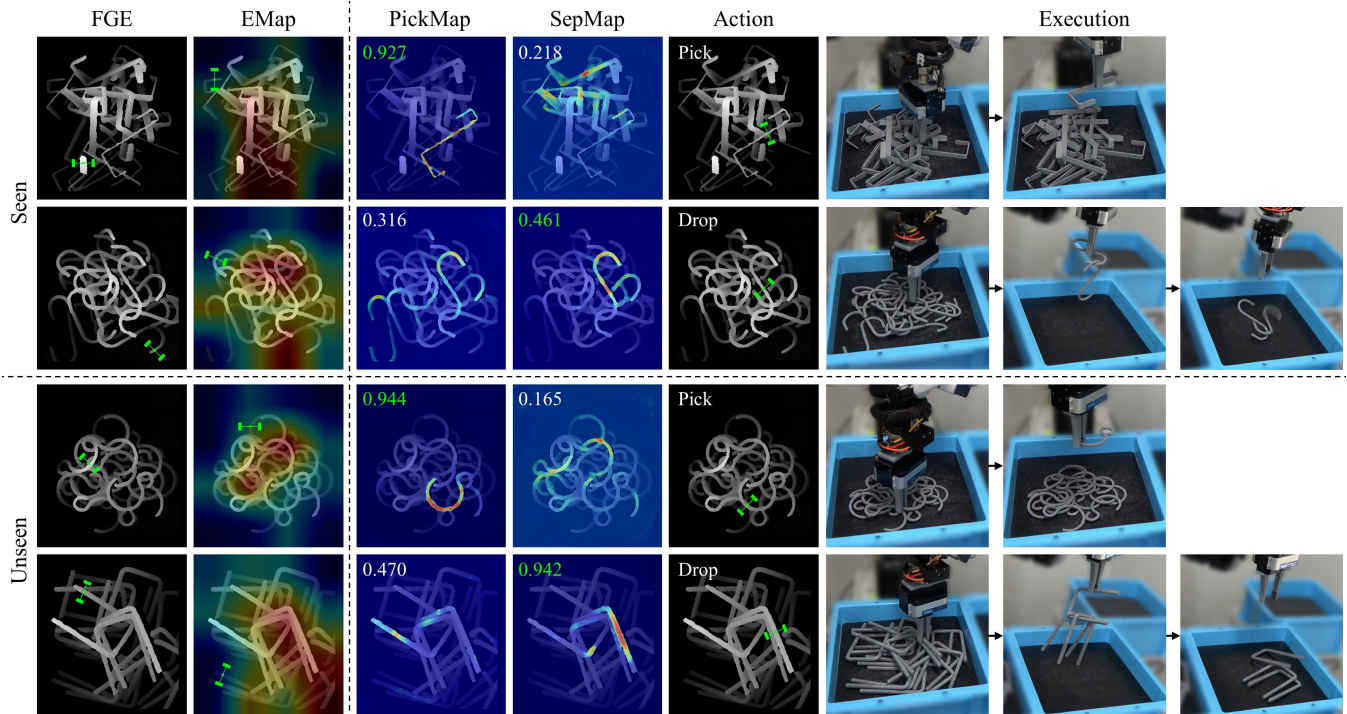 FGE EMap PickMap SepMap Action Execution
Seen
0.927 0.218 Pick
0.316 0.461 Drop
Unseen
0.944 0.165 Pick
0.470 0.942 Drop